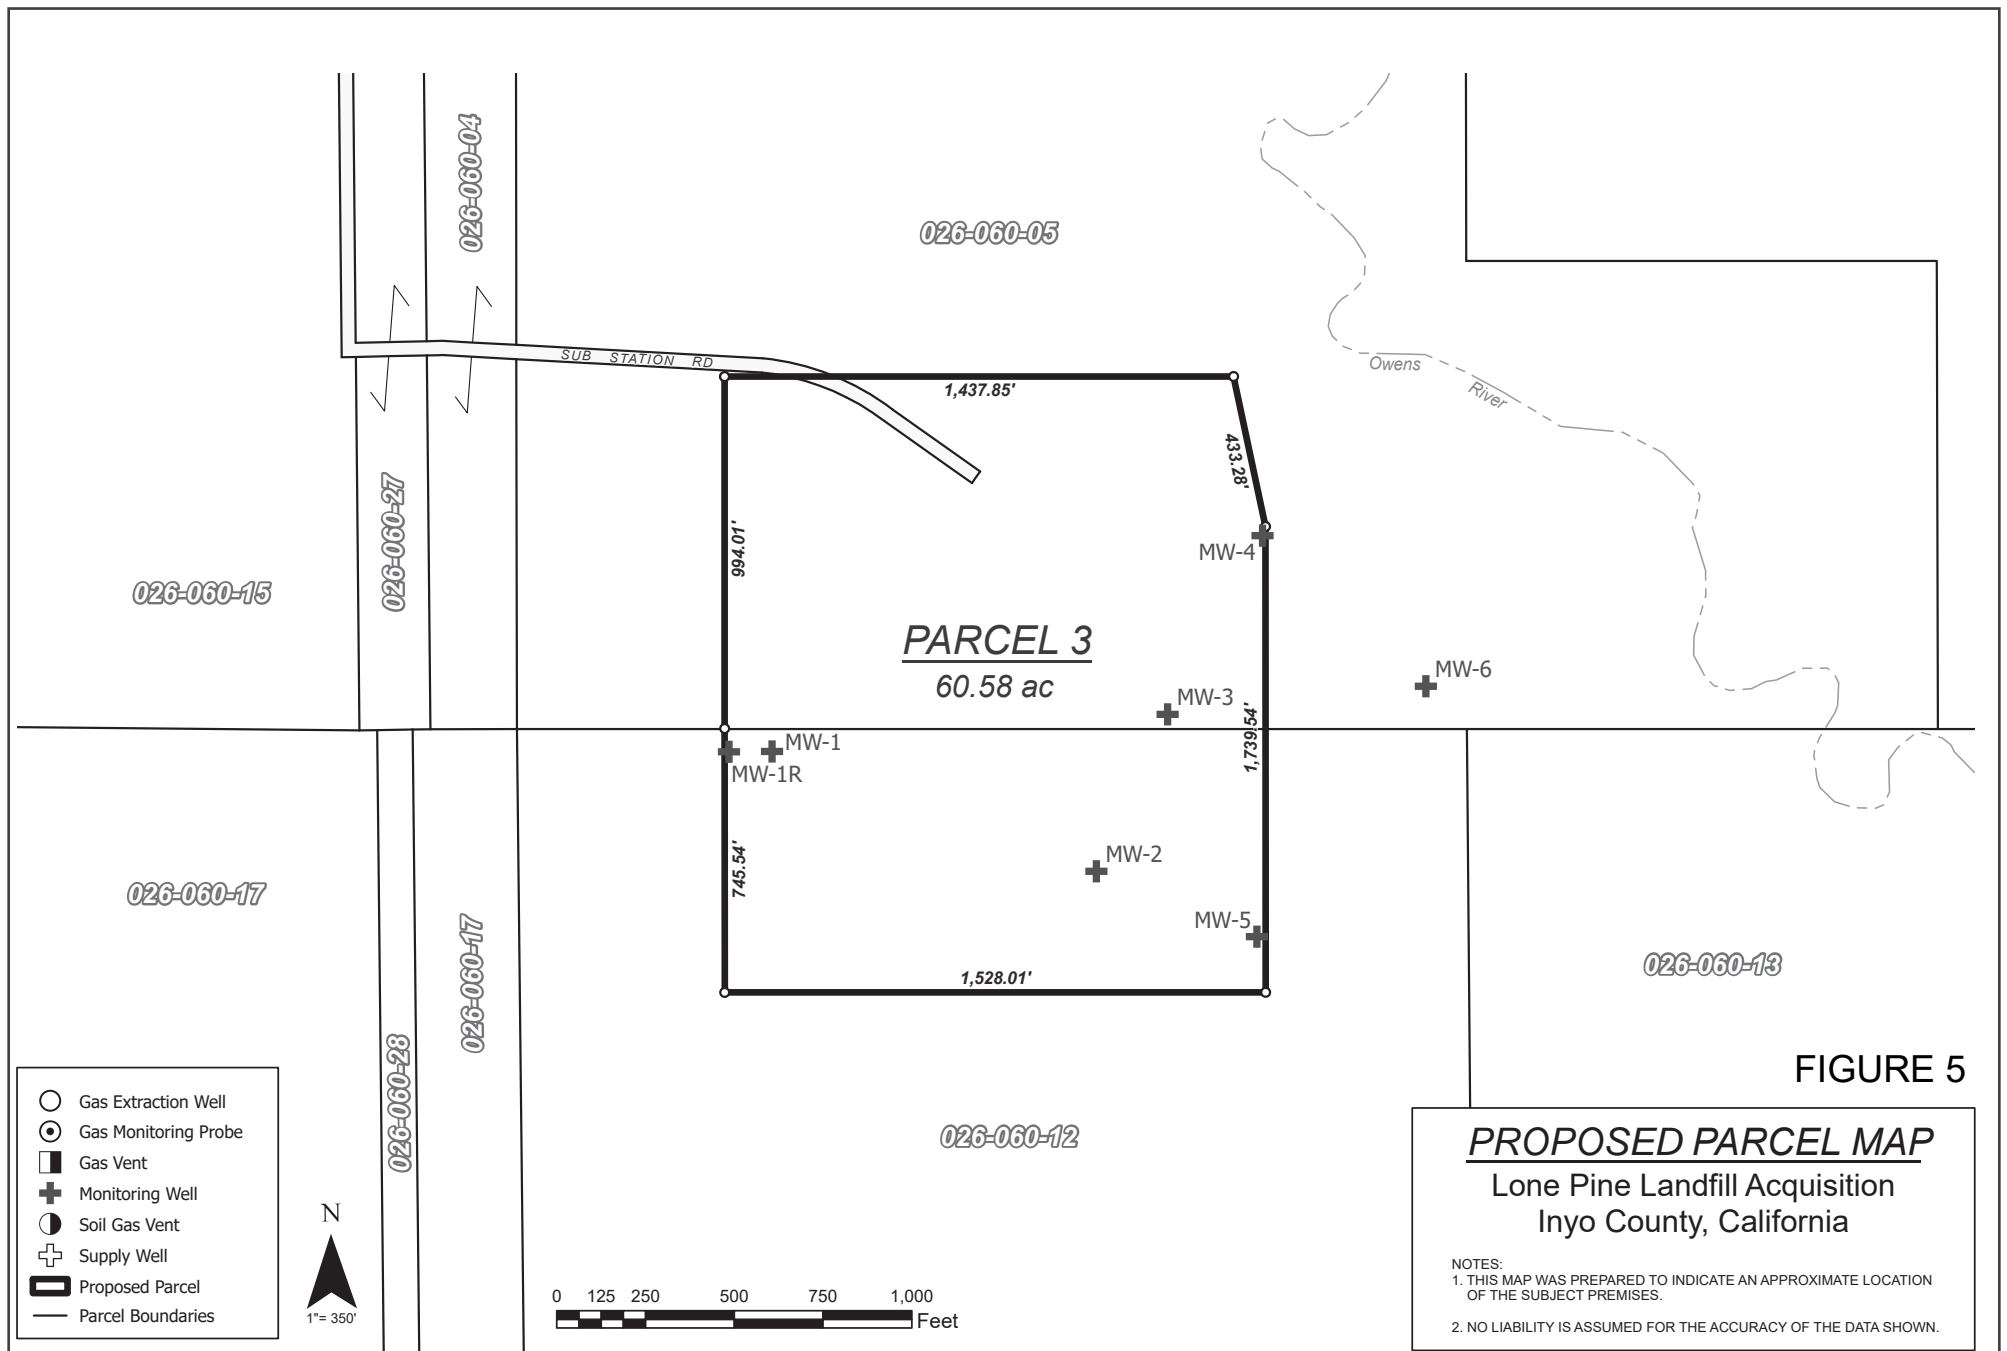 026-060-04
026-060-05
SUB STATION RD
Owens
River
1,437.85'
433.28'
994.01'
026-060-27
026-060-15
MW-4
PARCEL 3
60.58 ac
MW-6
MW-3
1,739.54'
MW-1
MW-1R
745.54'
MW-2
026-060-17
MW-5
026-060-17
026-060-13
1,528.01'
026-060-28
026-060-12
FIGURE 5
Gas Extraction Well
Gas Monitoring Probe
Gas Vent
Monitoring Well
Soil Gas Vent
Supply Well
Proposed Parcel
Parcel Boundaries
N
1"= 350'
0 125 250 500 750 1,000
Feet
PROPOSED PARCEL MAP
Lone Pine Landfill Acquisition
Inyo County, California
NOTES:
1. THIS MAP WAS PREPARED TO INDICATE AN APPROXIMATE LOCATION
OF THE SUBJECT PREMISES.
2. NO LIABILITY IS ASSUMED FOR THE ACCURACY OF THE DATA SHOWN.